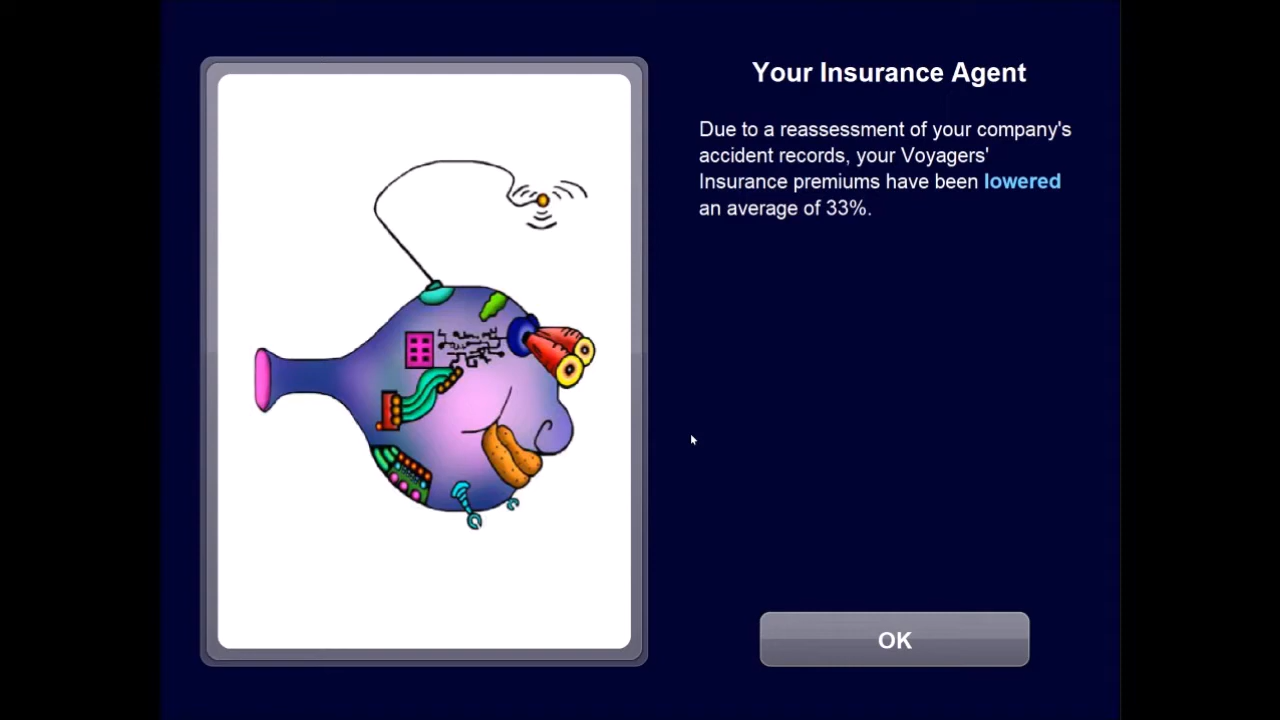 Your Insurance Agent
Due to a reassessment of your company's
accident records, your Voyagers'
Insurance premiums have been lowered
an average of 33%.
OK